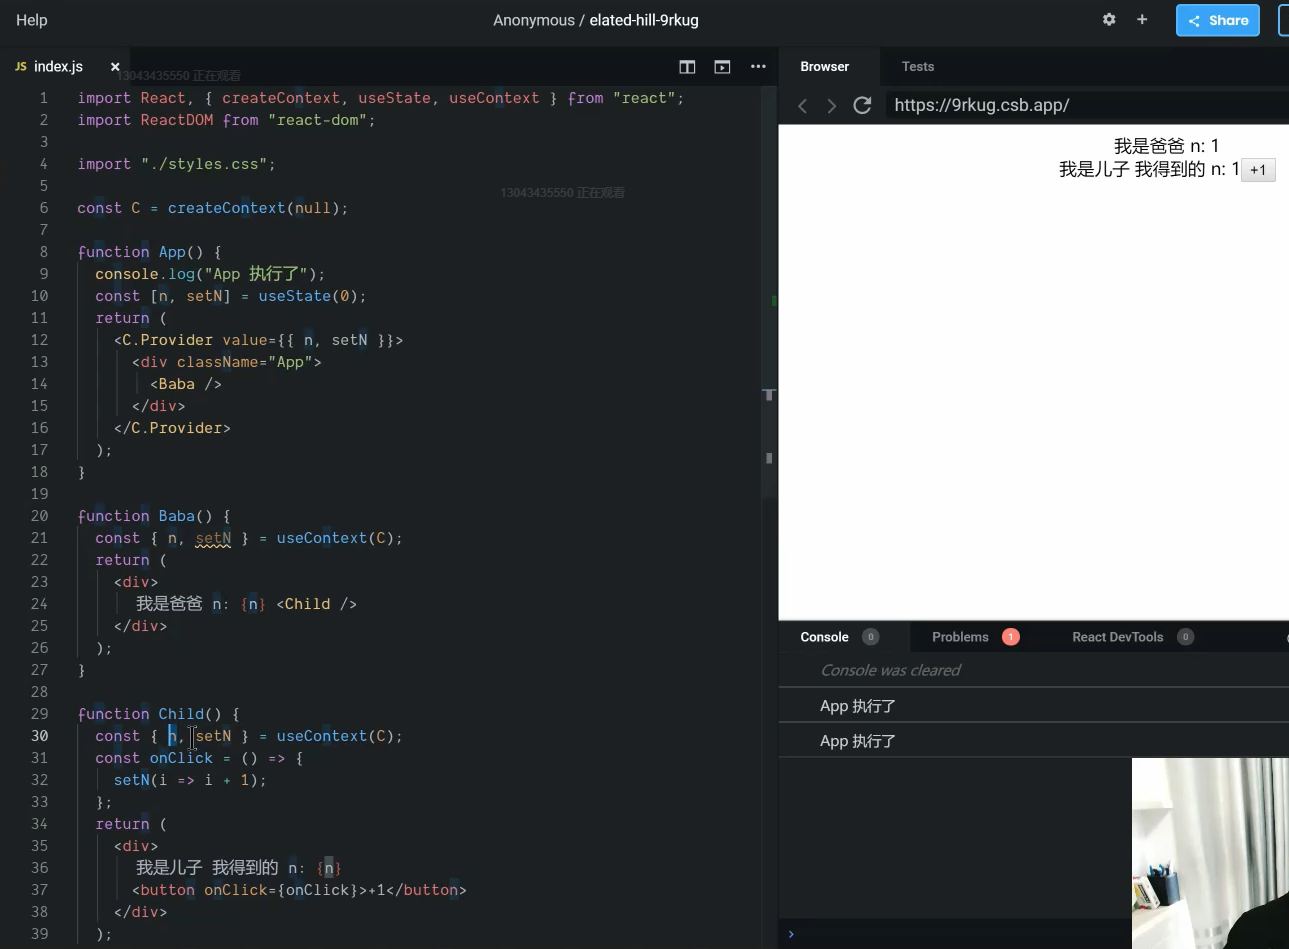 Help
Anonymous / elated-hill-9rkug
Share
JS index.js ×
13043435550 正在观看
Browser
Tests
https://9rkug.csb.app/
1 import React, { createContext, useState, useContext } from "react";
2 import ReactDOM from "react-dom";
3
4 import "./styles.css";
5
13043435550 正在观看
6 const C = createContext(null);
7
8 function App() {
9 console.log("App 执行了");
10 const [n, setN] = useState(0);
11 return (
12 <C.Provider value={{ n, setN }}>
13 <div className="App">
14 <Baba />
15 </div>
16 </C.Provider>
17 );
18 }
19
20 function Baba() {
21 const { n, setN } = useContext(C);
22 return (
23 <div>
24 我是爸爸 n: {n} <Child />
25 </div>
26 );
27 }
28
29 function Child() {
30 const { n, setN } = useContext(C);
31 const onClick = () => {
32 setN(i => i + 1);
33 };
34 return (
35 <div>
36 我是儿子 我得到的 n: {n}
37 <button onClick={onClick}>+1</button>
38 </div>
39 );
我是爸爸 n: 1
我是儿子 我得到的 n: 1 +1
Console 0
Problems 1
React DevTools 0
Console was cleared
App 执行了
App 执行了